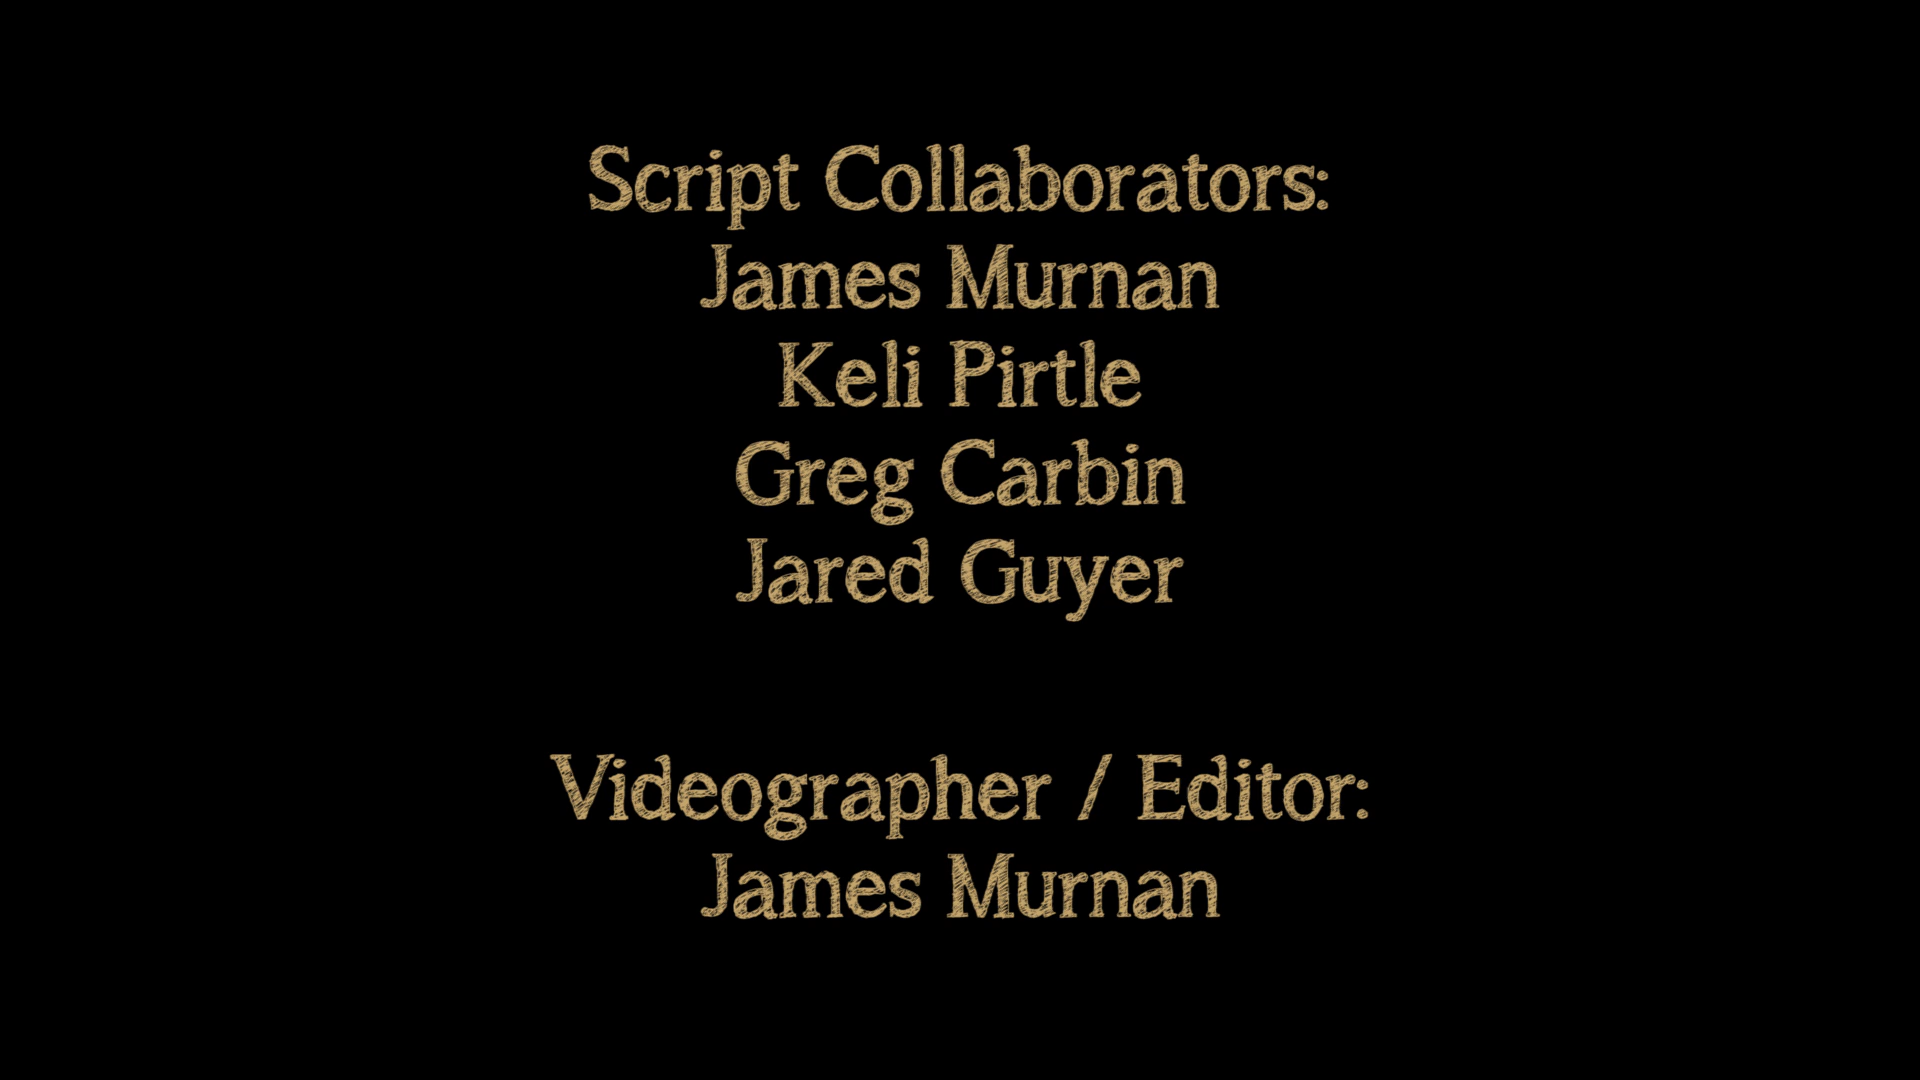 Script Collaborators:
James Murnan
Keli Pirtle
Greg Carbin
Jared Guyer
Videographer / Editor:
James Murnan